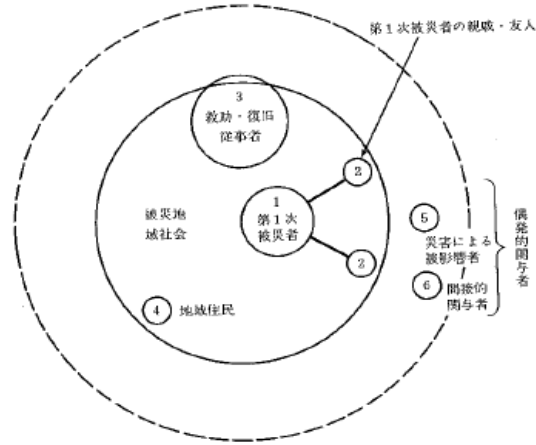 第1次被災者の親戚・友人
3
救助・復旧
従事者
2
1
第1次
被災者
被災地
域社会
2
5
災害による
被影響者
6
間接的
関与者
偶発的関与者
4
地域住民